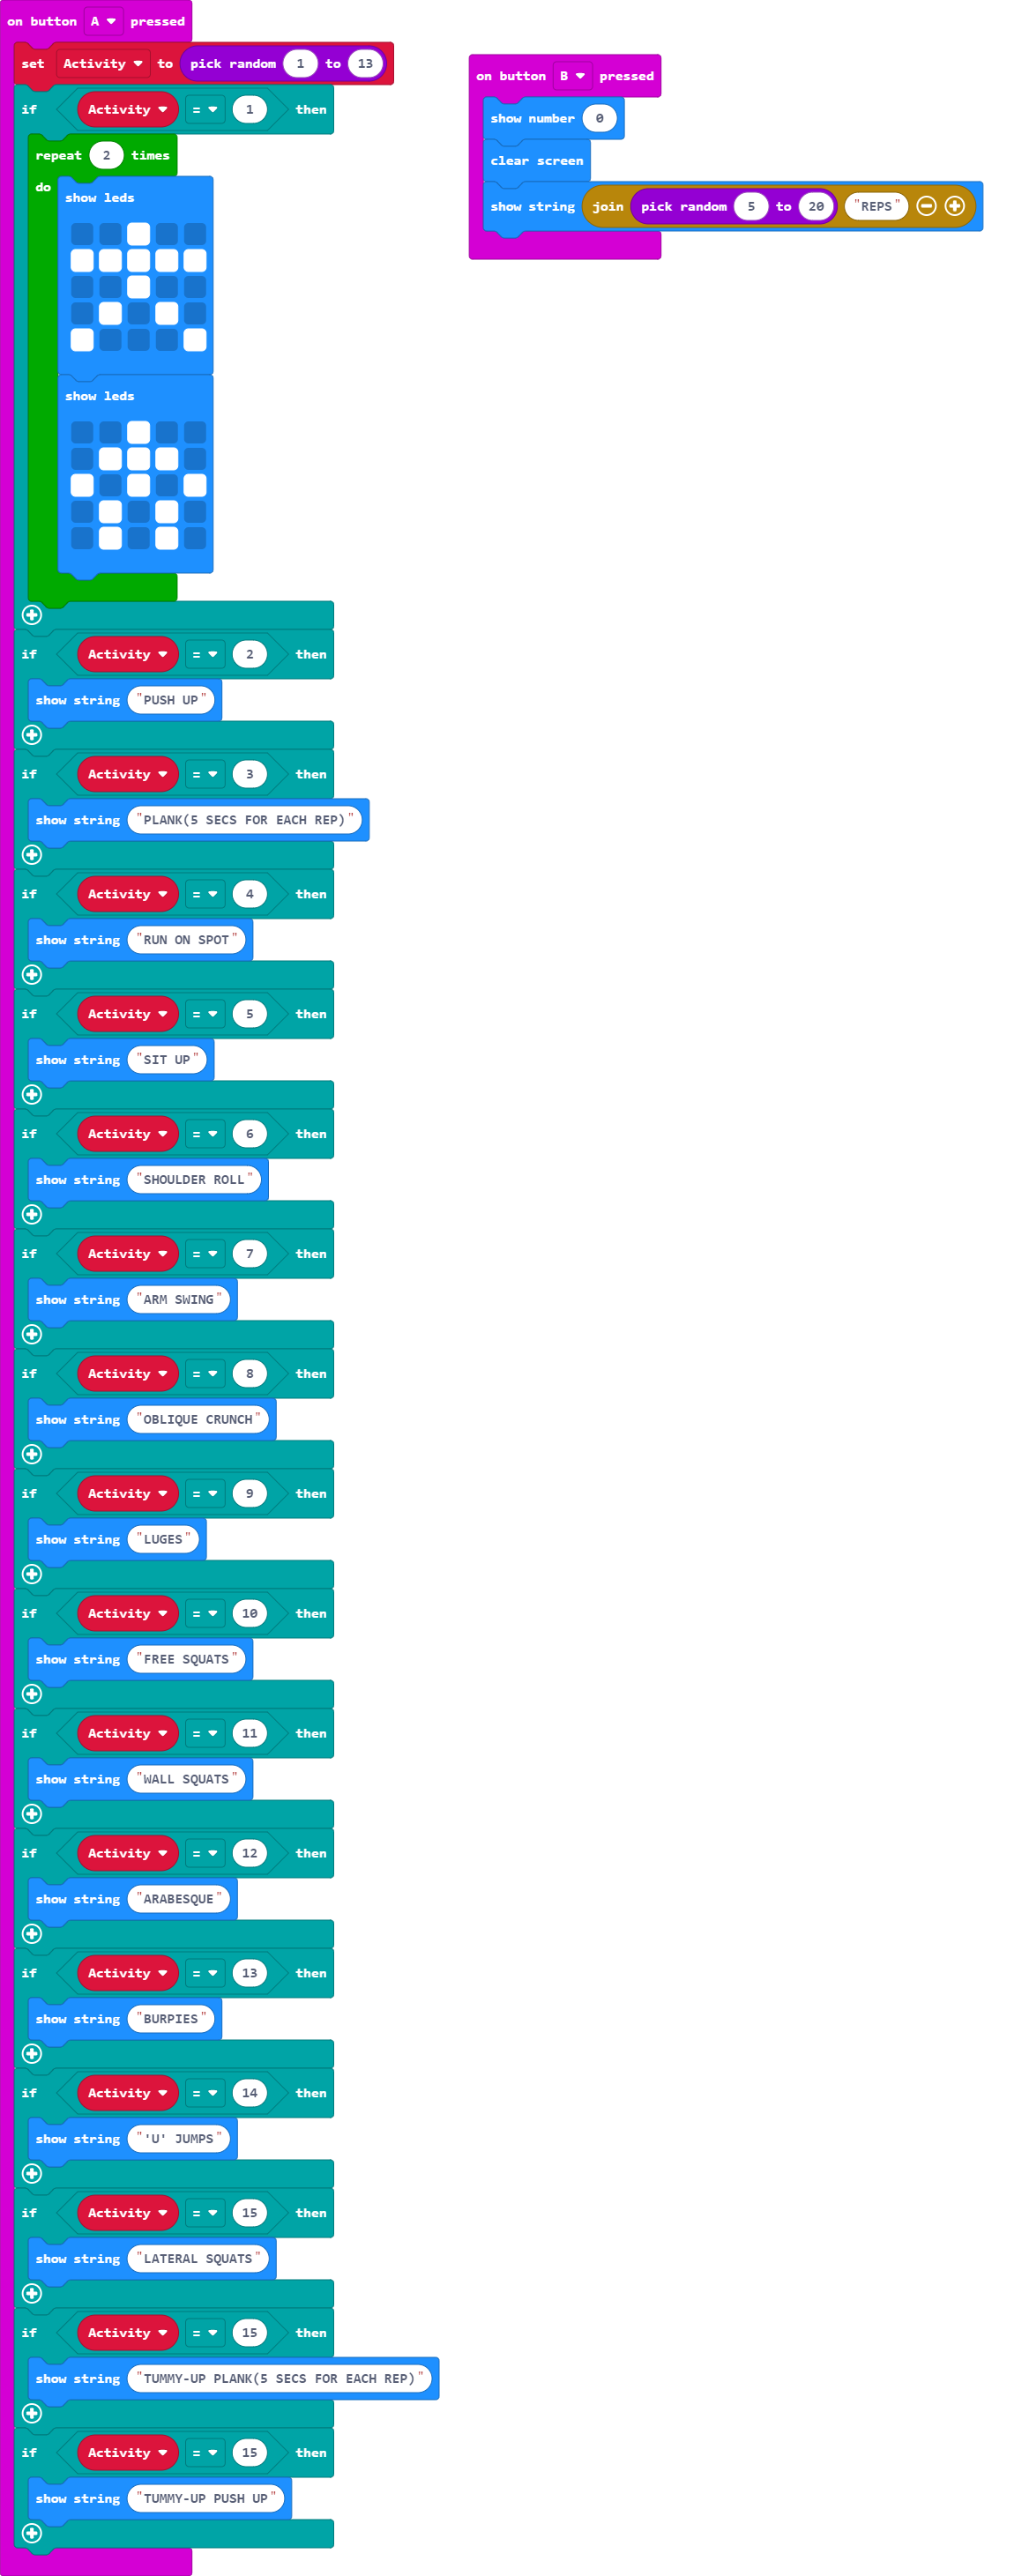 on button A pressed
set Activity to pick random 1 to 13
if Activity = 1 then
repeat 2 times
do
show leds
show leds
if Activity = 2 then
show string "PUSH UP"
if Activity = 3 then
show string "PLANK(5 SECS FOR EACH REP)"
if Activity = 4 then
show string "RUN ON SPOT"
if Activity = 5 then
show string "SIT UP"
if Activity = 6 then
show string "SHOULDER ROLL"
if Activity = 7 then
show string "ARM SWING"
if Activity = 8 then
show string "OBLIQUE CRUNCH"
if Activity = 9 then
show string "LUGES"
if Activity = 10 then
show string "FREE SQUATS"
if Activity = 11 then
show string "WALL SQUATS"
if Activity = 12 then
show string "ARABESQUE"
if Activity = 13 then
show string "BURPIES"
if Activity = 14 then
show string "'U' JUMPS"
if Activity = 15 then
show string "LATERAL SQUATS"
if Activity = 15 then
show string "TUMMY-UP PLANK(5 SECS FOR EACH REP)"
if Activity = 15 then
show string "TUMMY-UP PUSH UP"
on button B pressed
show number 0
clear screen
show string join pick random 5 to 20 "REPS"